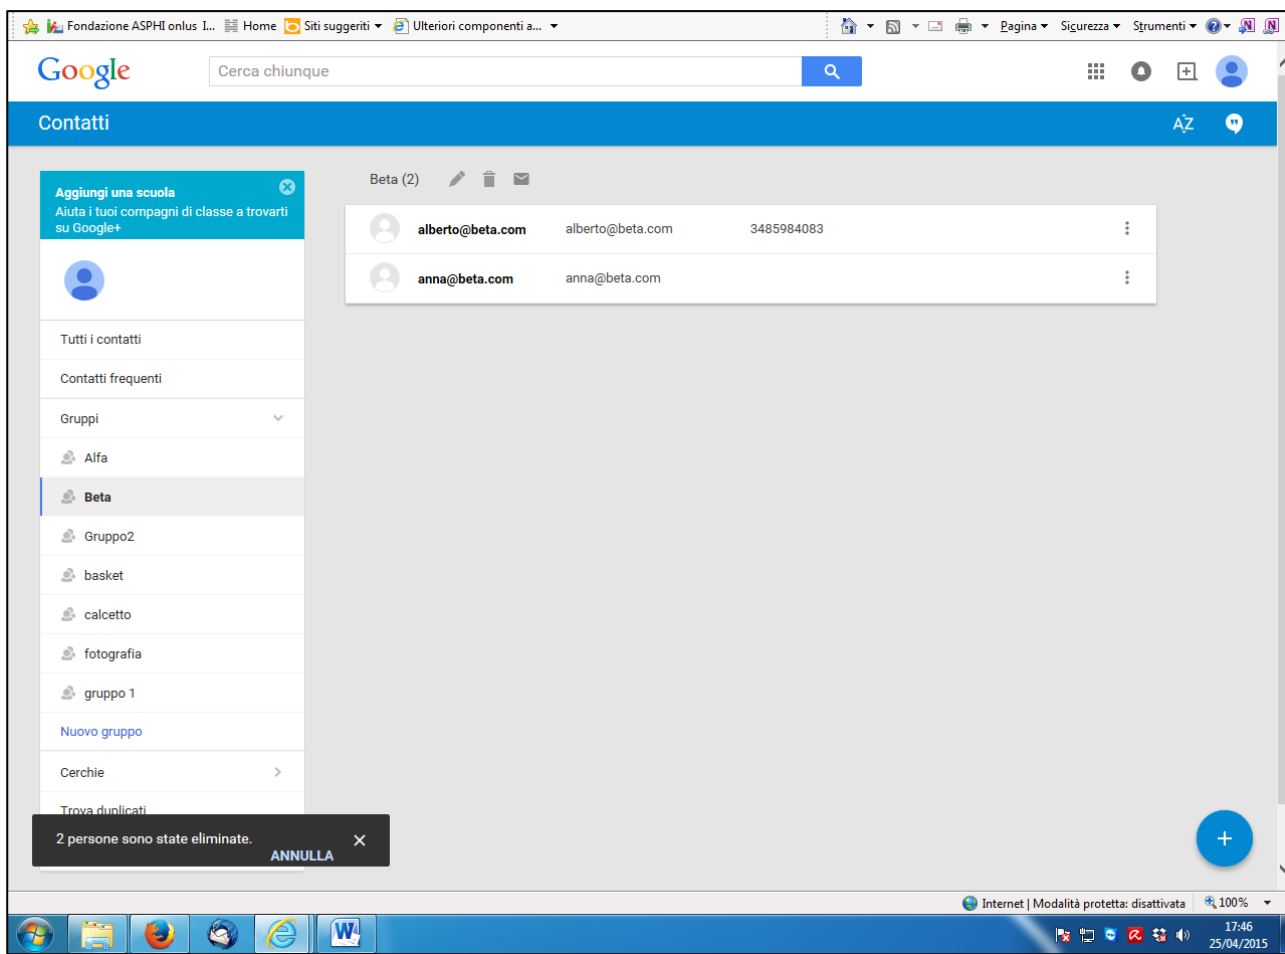 Fondazione ASPHI onlus I... Home Siti suggeriti Ulteriori componenti a... Pagina Sicurezza Strumenti
Google Cerca chiunque
Contatti AZ
Aggiungi una scuola
Aiuta i tuoi compagni di classe a trovarti
su Google+
Tutti i contatti
Contatti frequenti
Gruppi
Alfa
Beta
Gruppo2
basket
calcetto
fotografia
gruppo 1
Nuovo gruppo
Cerchie
Trova duplicati
Beta (2)
alberto@beta.com alberto@beta.com 3485984083
anna@beta.com anna@beta.com
2 persone sono state eliminate.
ANNULLA
Internet | Modalità protetta: disattivata 100%
17:46
25/04/2015